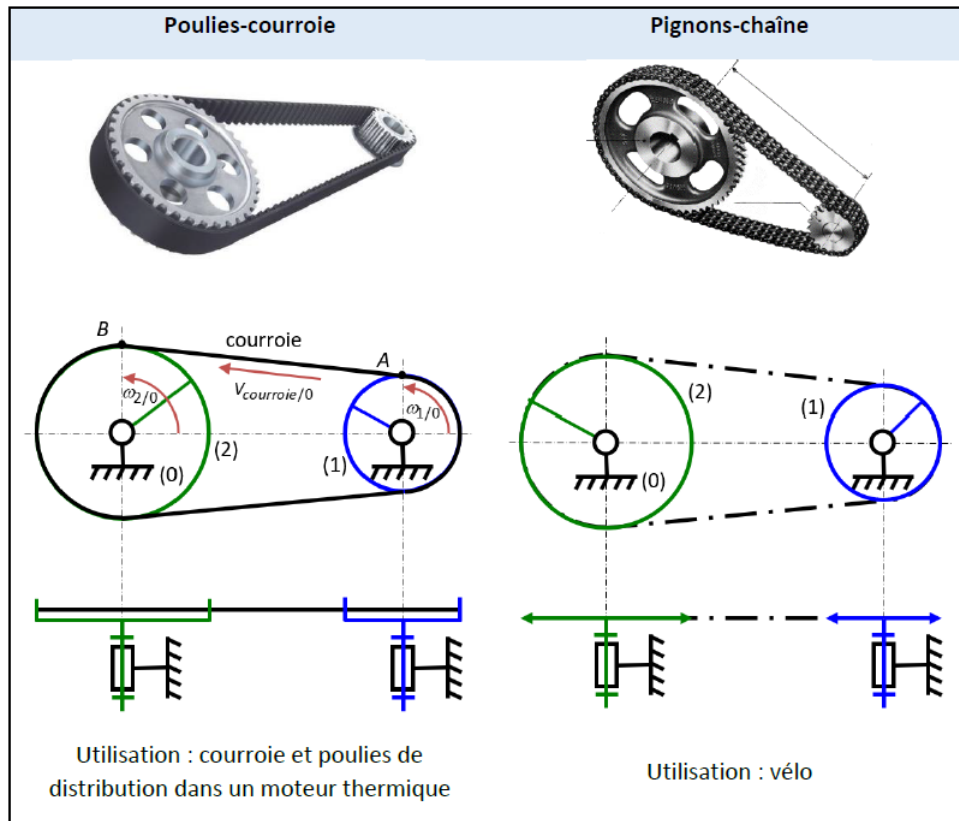 Poulies-courroie
Pignons-chaîne
B
courroie
A
V courroie/0
ω2/0
ω1/0
(2)
(1)
(0)
(2)
(1)
(0)
Utilisation : courroie et poulies de
distribution dans un moteur thermique
Utilisation : vélo